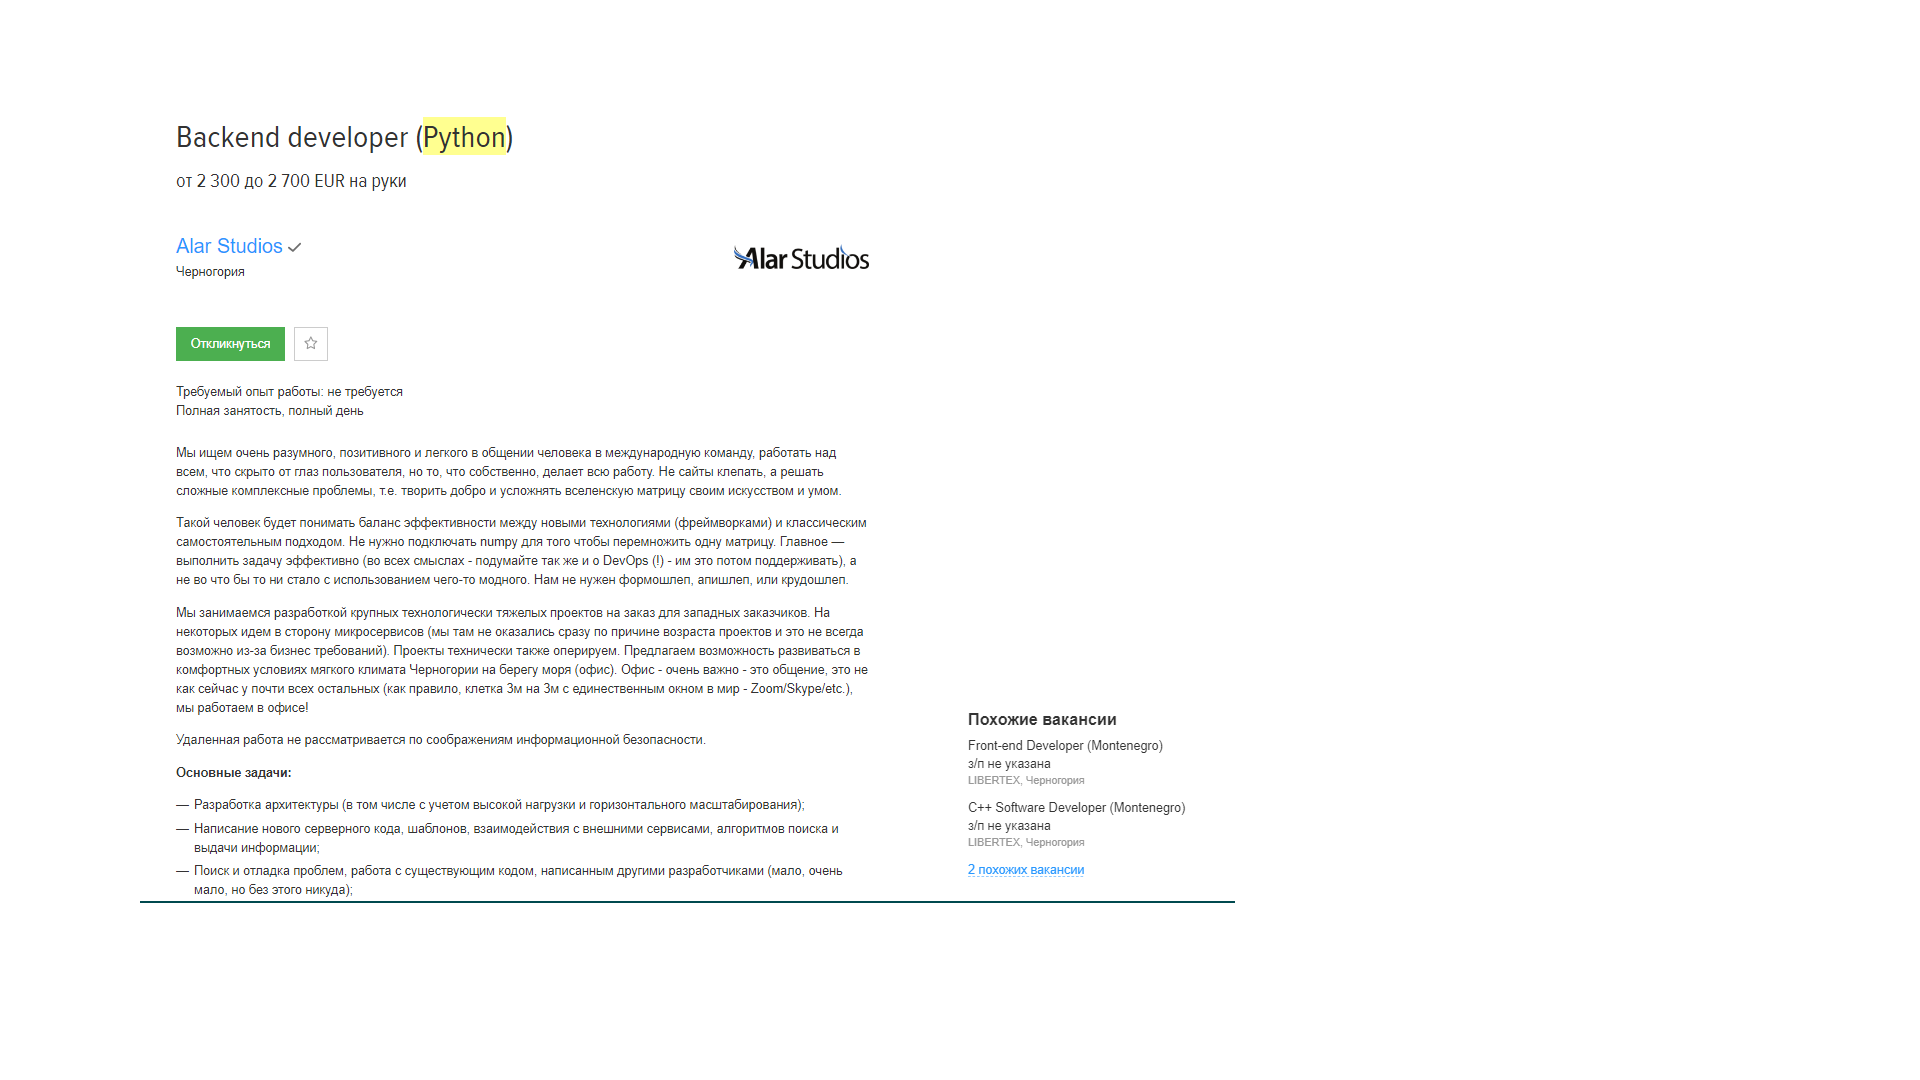 Backend developer (Python)
от 2 300 до 2 700 EUR на руки
Alar Studios
Alar Studios
Черногория
Откликнуться
Требуемый опыт работы: не требуется
Полная занятость, полный день
Мы ищем очень разумного, позитивного и легкого в общении человека в международную команду, работать над
всем, что скрыто от глаз пользователя, но то, что собственно, делает всю работу. Не сайты клепать, а решать
сложные комплексные проблемы, т.е. творить добро и усложнять вселенскую матрицу своим искусством и умом.
Такой человек будет понимать баланс эффективности между новыми технологиями (фреймворками) и классическим
самостоятельным подходом. Не нужно подключать numpy для того чтобы перемножить одну матрицу. Главное —
выполнить задачу эффективно (во всех смыслах - подумайте так же и о DevOps (!) - им это потом поддерживать), а
не во что бы то ни стало с использованием чего-то модного. Нам не нужен формошлеп, апишлеп, или крудошлеп.
Мы занимаемся разработкой крупных технологически тяжелых проектов на заказ для западных заказчиков. На
некоторых идем в сторону микросервисов (мы там не оказались сразу по причине возраста проектов и это не всегда
возможно из-за бизнес требований). Проекты технически также оперируем. Предлагаем возможность развиваться в
комфортных условиях мягкого климата Черногории на берегу моря (офис). Офис - очень важно - это общение, это не
как сейчас у почти всех остальных (как правило, клетка 3м на 3м с единственным окном в мир - Zoom/Skype/etc.),
мы работаем в офисе!
Удаленная работа не рассматривается по соображениям информационной безопасности.
Основные задачи:
— Разработка архитектуры (в том числе с учетом высокой нагрузки и горизонтального масштабирования);
— Написание нового серверного кода, шаблонов, взаимодействия с внешними сервисами, алгоритмов поиска и
выдачи информации;
— Поиск и отладка проблем, работа с существующим кодом, написанным другими разработчиками (мало, очень
мало, но без этого никуда);
Похожие вакансии
Front-end Developer (Montenegro)
з/п не указана
LIBERTEX, Черногория
C++ Software Developer (Montenegro)
з/п не указана
LIBERTEX, Черногория
2 похожих вакансии